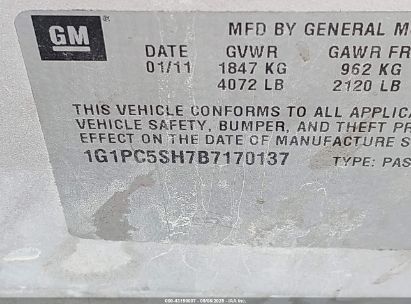 GM
MFD BY GENERAL MO
DATE GVWR GAWR FR
01/11 1847 KG 962 KG
4072 LB 2120 LB
THIS VEHICLE CONFORMS TO ALL APPLICA
VEHICLE SAFETY, BUMPER, AND THEFT PR
EFFECT ON THE DATE OF MANUFACTURE S
1G1PC5SH7B7170137 TYPE: PAS